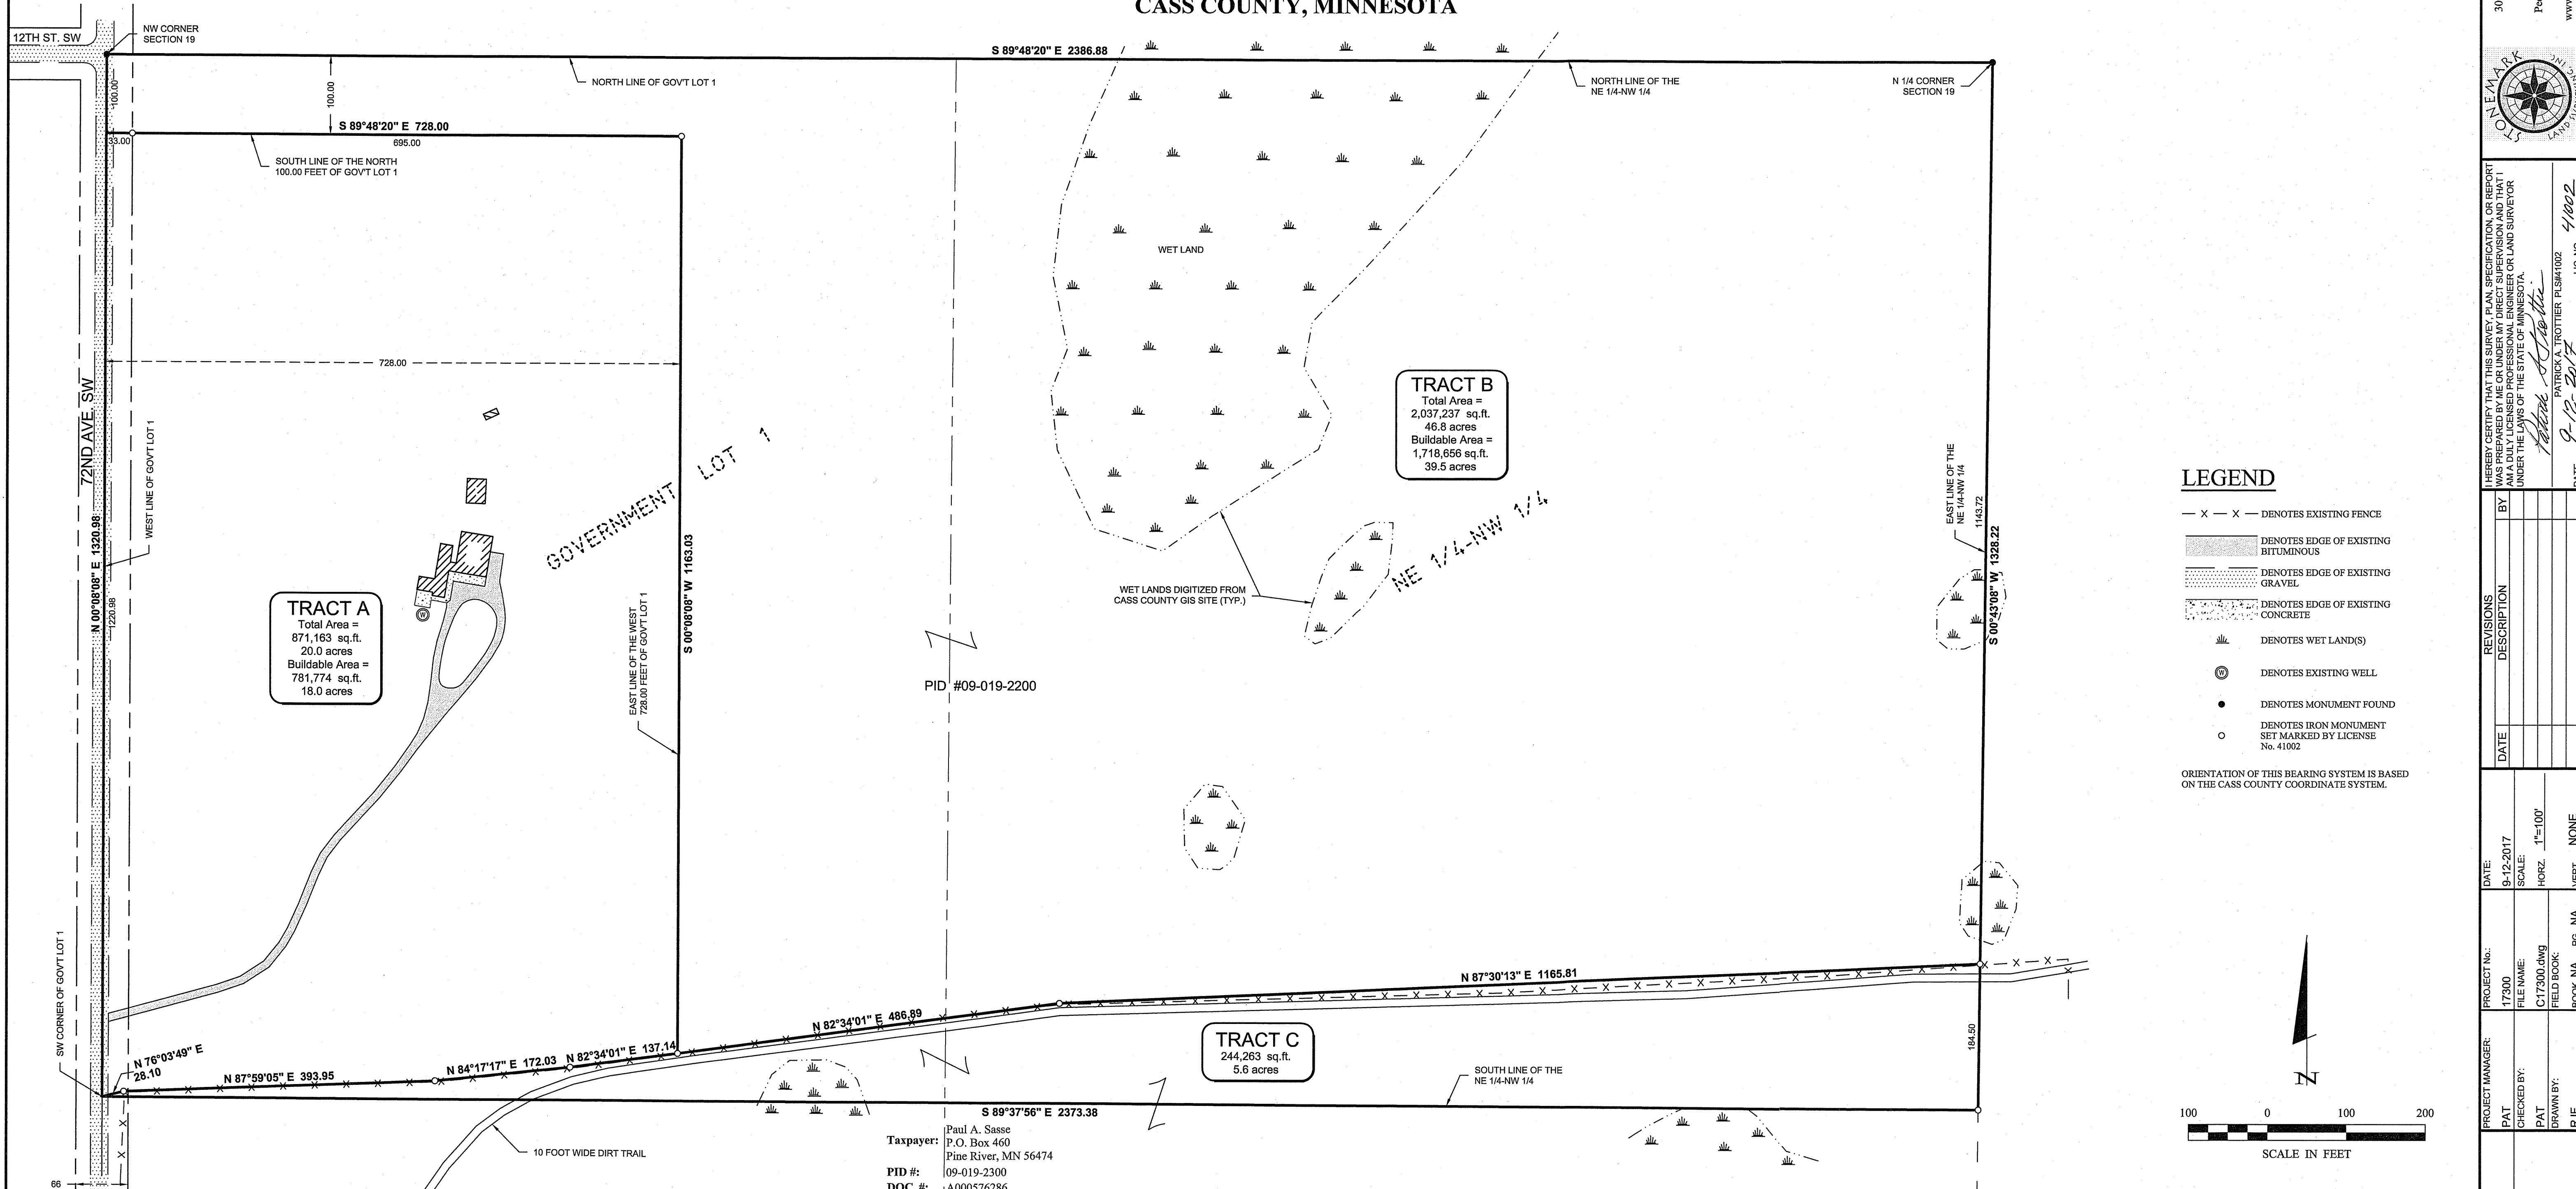 CASS COUNTY, MINNESOTA
12TH ST. SW
NW CORNER
SECTION 19
S 89°48'20" E 2386.88
NORTH LINE OF GOV'T LOT 1
NORTH LINE OF THE
NE 1/4-NW 1/4
N 1/4 CORNER
SECTION 19
100.00
100.00
S 89°48'20" E 728.00
33.00
695.00
SOUTH LINE OF THE NORTH
100.00 FEET OF GOV'T LOT 1
WET LAND
728.00
72ND AVE. SW
WEST LINE OF GOV'T LOT 1
N 00°08'08" E 1320.98
1220.98
GOVERNMENT LOT 1
TRACT A
Total Area =
871,163 sq.ft.
20.0 acres
Buildable Area =
781,774 sq.ft.
18.0 acres
W
EAST LINE OF THE WEST
728.00 FEET OF GOV'T LOT 1
S 00°08'08" W 1163.03
TRACT B
Total Area =
2,037,237 sq.ft.
46.8 acres
Buildable Area =
1,718,656 sq.ft.
39.5 acres
NE 1/4-NW 1/4
WET LANDS DIGITIZED FROM
CASS COUNTY GIS SITE (TYP.)
PID #09-019-2200
EAST LINE OF THE
NE 1/4-NW 1/4
1143.72
S 00°43'08" W 1328.22
SW CORNER OF GOV'T LOT 1
N 76°03'49" E
28.10
N 87°59'05" E 393.95
N 84°17'17" E 172.03
N 82°34'01" E 137.14
N 82°34'01" E 486.89
N 87°30'13" E 1165.81
TRACT C
244,263 sq.ft.
5.6 acres
184.50
SOUTH LINE OF THE
NE 1/4-NW 1/4
S 89°37'56" E 2373.38
10 FOOT WIDE DIRT TRAIL
66
Taxpayer: Paul A. Sasse
P.O. Box 460
Pine River, MN 56474
PID #: 09-019-2300
DOC. #: A000576286
LEGEND
X X DENOTES EXISTING FENCE
DENOTES EDGE OF EXISTING
BITUMINOUS
DENOTES EDGE OF EXISTING
GRAVEL
DENOTES EDGE OF EXISTING
CONCRETE
DENOTES WET LAND(S)
W DENOTES EXISTING WELL
DENOTES MONUMENT FOUND
DENOTES IRON MONUMENT
SET MARKED BY LICENSE
No. 41002
ORIENTATION OF THIS BEARING SYSTEM IS BASED
ON THE CASS COUNTY COORDINATE SYSTEM.
N
100 0 100 200
SCALE IN FEET
STONEMARK
LAND
I HEREBY CERTIFY THAT THIS SURVEY, PLAN, SPECIFICATION, OR REPORT
WAS PREPARED BY ME OR UNDER MY DIRECT SUPERVISION AND THAT I
AM A DULY LICENSED PROFESSIONAL ENGINEER OR LAND SURVEYOR
UNDER THE LAWS OF THE STATE OF MINNESOTA.
PATRICK A. TROTTIER PLS#41002
DATE 9-12-2017 41002
REVISIONS
DATE DESCRIPTION BY
PROJECT MANAGER:
PAT
CHECKED BY:
PAT
DRAWN BY:
PROJECT No.:
17300
FILE NAME:
C17300.dwg
FIELD BOOK:
BOOK NA PG. NA
DATE:
9-12-2017
SCALE:
HORZ. 1"=100'
VERT. NONE